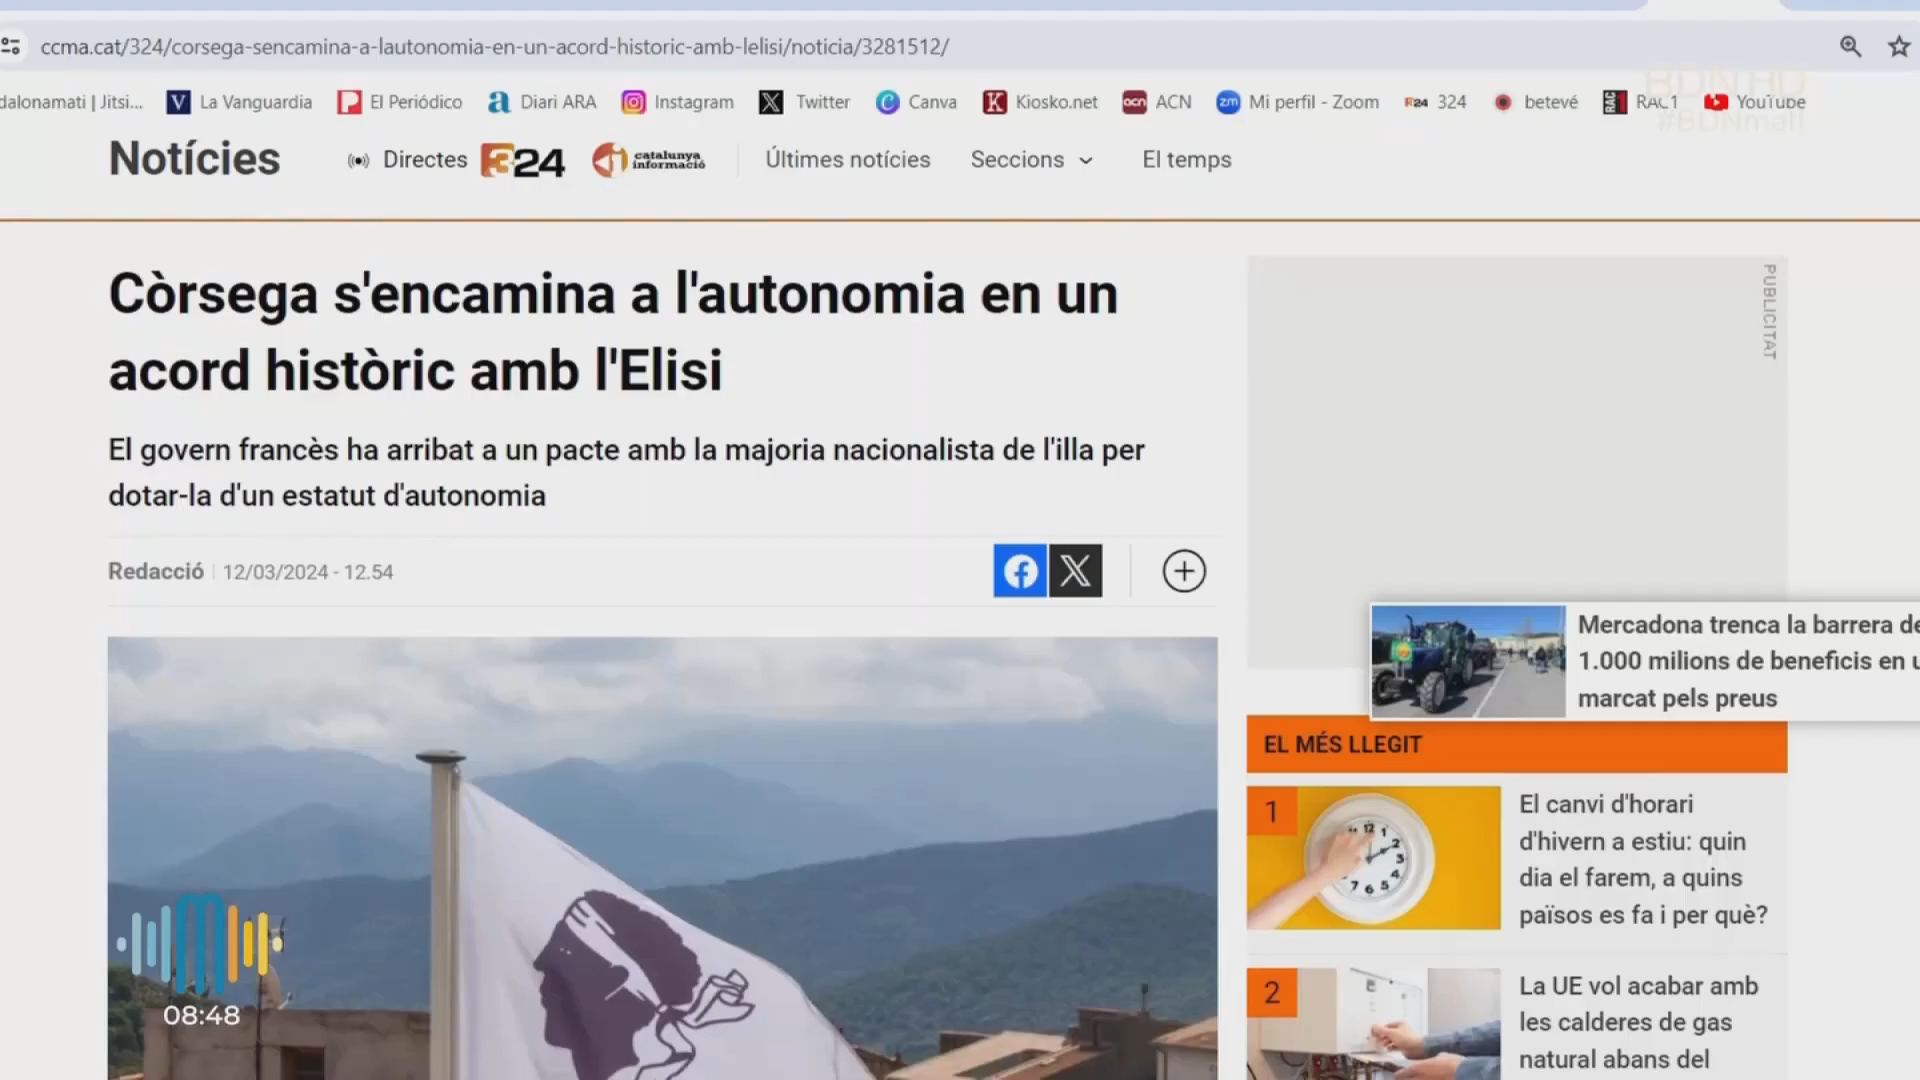 ccma.cat/324/corsega-sencamina-a-lautonomia-en-un-acord-historic-amb-lelisi/noticia/3281512/
dalonamati | Jitsi...
La Vanguardia
El Periódico
Diari ARA
Instagram
Twitter
Canva
Kiosko.net
ACN
Mi perfil - Zoom
324
betevé
RAC1
YouTube
BDN HD
#BDNmatí
Notícies
Directes
324
catalunya
informació
Últimes notícies
Seccions
El temps
Còrsega s'encamina a l'autonomia en un
acord històric amb l'Elisi
El govern francès ha arribat a un pacte amb la majoria nacionalista de l'illa per
dotar-la d'un estatut d'autonomia
Redacció
12/03/2024 - 12.54
PUBLICITAT
Mercadona trenca la barrera de
1.000 milions de beneficis en u
marcat pels preus
EL MÉS LLEGIT
1
El canvi d'horari
d'hivern a estiu: quin
dia el farem, a quins
països es fa i per què?
2
La UE vol acabar amb
les calderes de gas
natural abans del
08:48